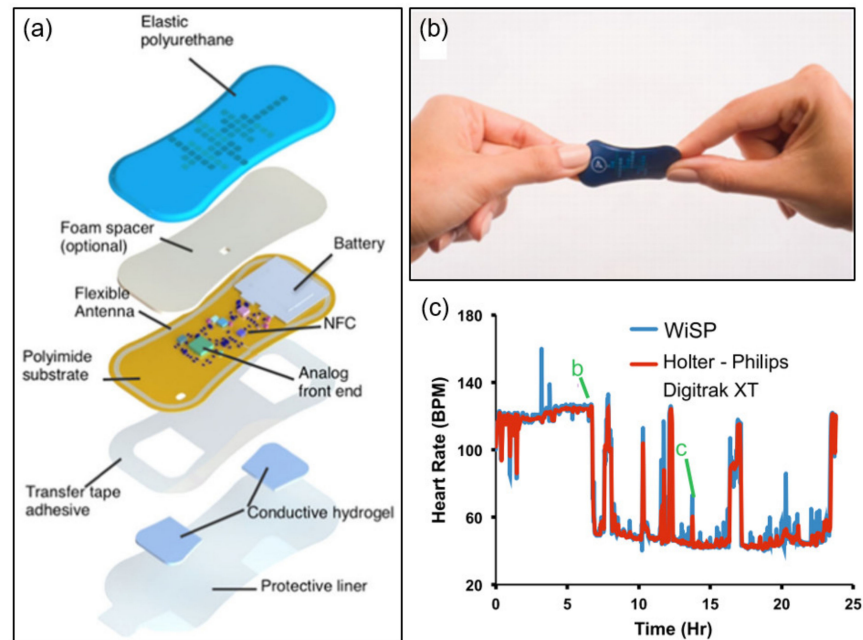 (a)
Elastic
polyurethane
Foam spacer
(optional)
Battery
Flexible
Antenna
NFC
Polyimide
substrate
Analog
front end
Transfer tape
adhesive
Conductive hydrogel
Protective liner
(b)
(c)
180
140
100
60
20
Heart Rate (BPM)
WiSP
Holter - Philips
Digitrak XT
b
c
0 5 10 15 20 25
Time (Hr)